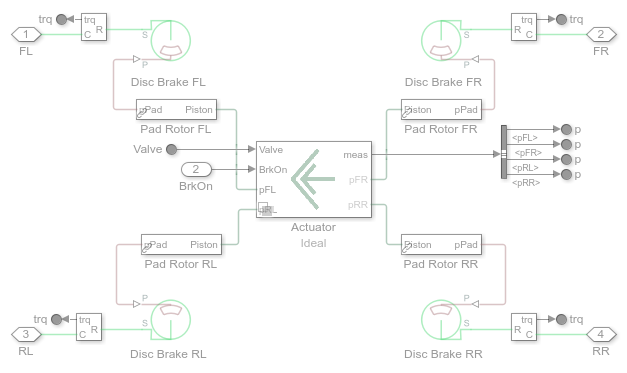 trq
trq
R
C
1
FL
S
P
Disc Brake FL
S
P
Disc Brake FR
trq
R
C
trq
2
FR
pPad Piston
Pad Rotor FL
Piston pPad
Pad Rotor FR
Valve
2
BrkOn
Valve
BrkOn
pFL
meas
pFR
pRR
Actuator
Ideal
<pFL>
<pFR>
<pRL>
<pRR>
p
p
p
p
pPad Piston
Pad Rotor RL
Piston pPad
Pad Rotor RR
trq
trq
R
C
3
RL
P
S
Disc Brake RL
P
S
Disc Brake RR
trq
R
C
trq
4
RR